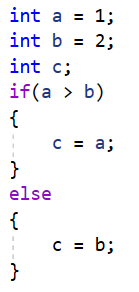 int a = 1;
int b = 2;
int c;
if(a > b)
{
    c = a;
}
else
{
    c = b;
}